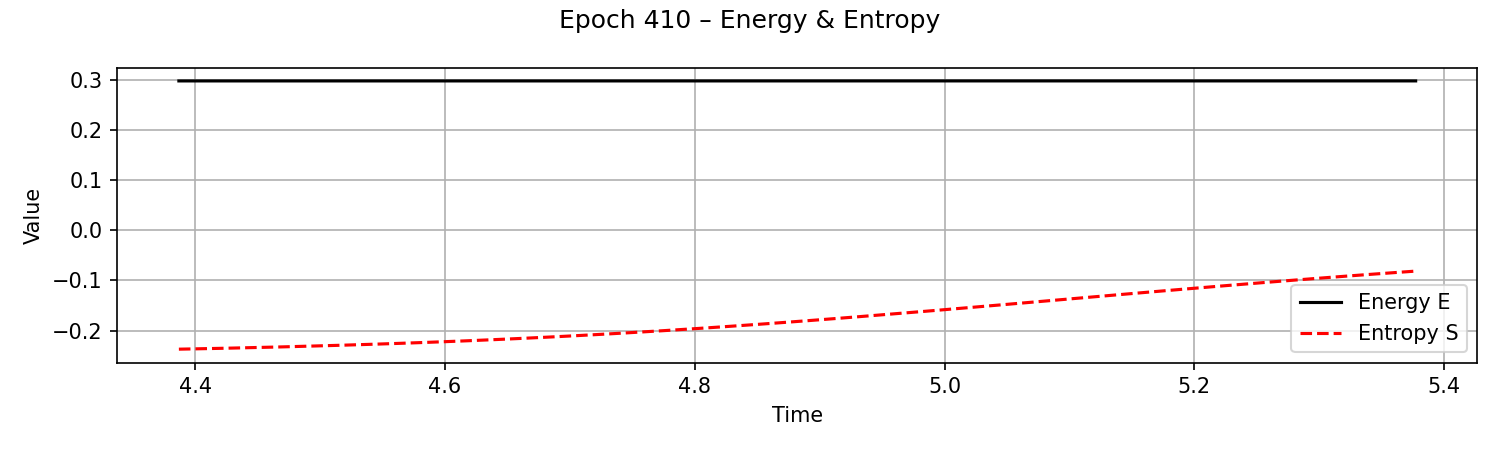 Epoch 410 – Energy & Entropy
Value
0.3
0.2
0.1
0.0
−0.1
−0.2
Energy E
Entropy S
4.4 4.6 4.8 5.0 5.2 5.4
Time